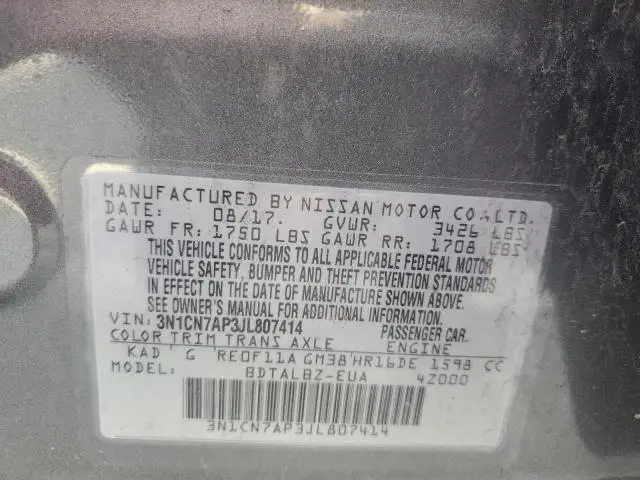 MANUFACTURED BY NISSAN MOTOR CO.,LTD.
DATE: 08/17. GVWR: 3426 LBS
GAWR FR: 1750 LBS GAWR RR: 1708 LBS
THIS VEHICLE CONFORMS TO ALL APPLICABLE FEDERAL MOTOR
VEHICLE SAFETY, BUMPER AND THEFT PREVENTION STANDARDS
IN EFFECT ON THE DATE OF MANUFACTURE SHOWN ABOVE.
SEE OWNER'S MANUAL FOR ADDITIONAL INFORMATION.
VIN: 3N1CN7AP3JL807414 PASSENGER CAR.
COLOR TRIM TRANS AXLE ENGINE
KAD G RE0F11A GM38 HR16DE 1598 CC
MODEL: BDTALBZ-EUA 42000
3N1CN7AP3JL807414